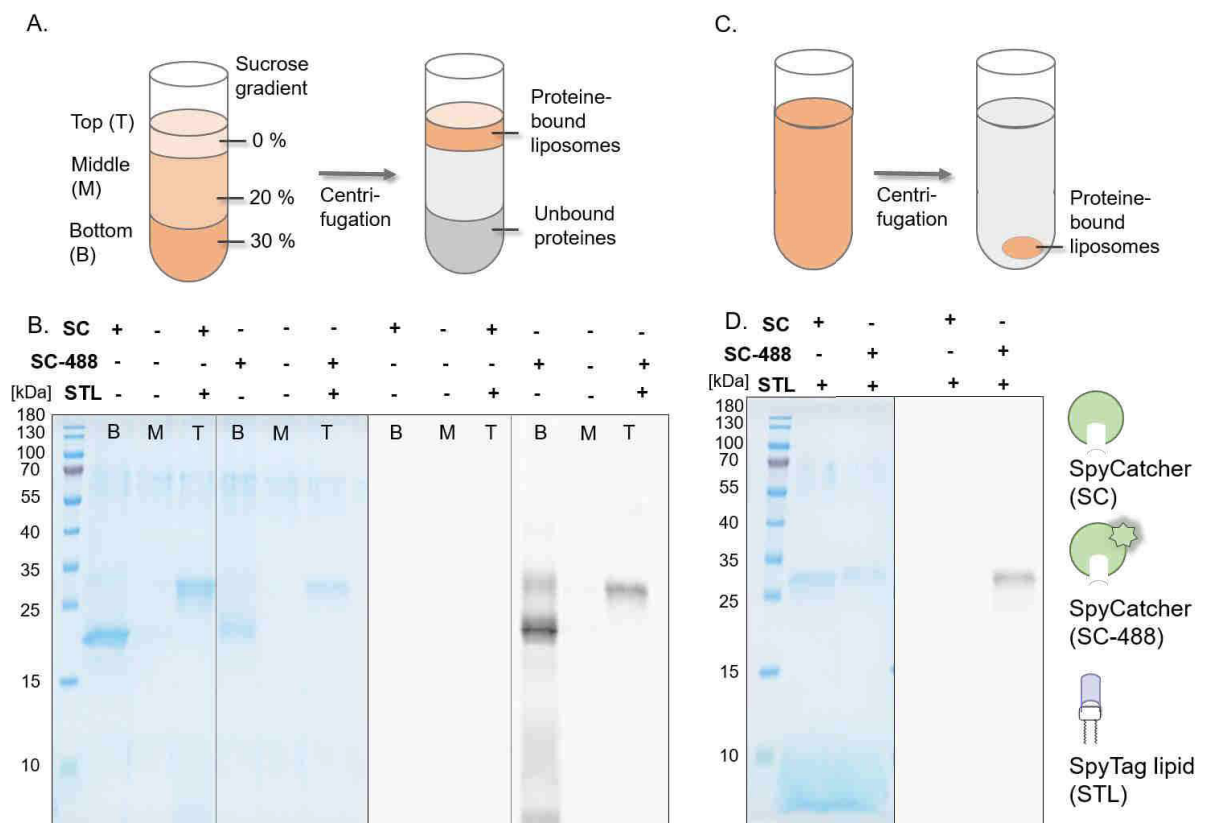 A.
Sucrose
gradient
Top (T)
0 %
Middle
(M)
20 %
Bottom
(B)
30 %
Centri-
fugation
Proteine-
bound
liposomes
Unbound
proteines
C.
Centri-
fugation
Proteine-
bound
liposomes
B. SC + - + - - - + - + - - -
SC-488 - - - + - + - - - + - +
[kDa] STL - - + - - + - - + - - +
B M T B M T B M T B M T
180
130
100
70
55
40
35
25
15
10
D. SC + - + -
SC-488 - + - +
[kDa] STL + + + +
180
130
100
70
55
40
35
25
15
10
SpyCatcher
(SC)
SpyCatcher
(SC-488)
SpyTag lipid
(STL)